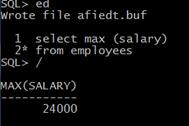 SQL> ed
Wrote file afiedt.buf
1 select max (salary)
2* from employees
SQL> /
MAX(SALARY)
-----------
24000